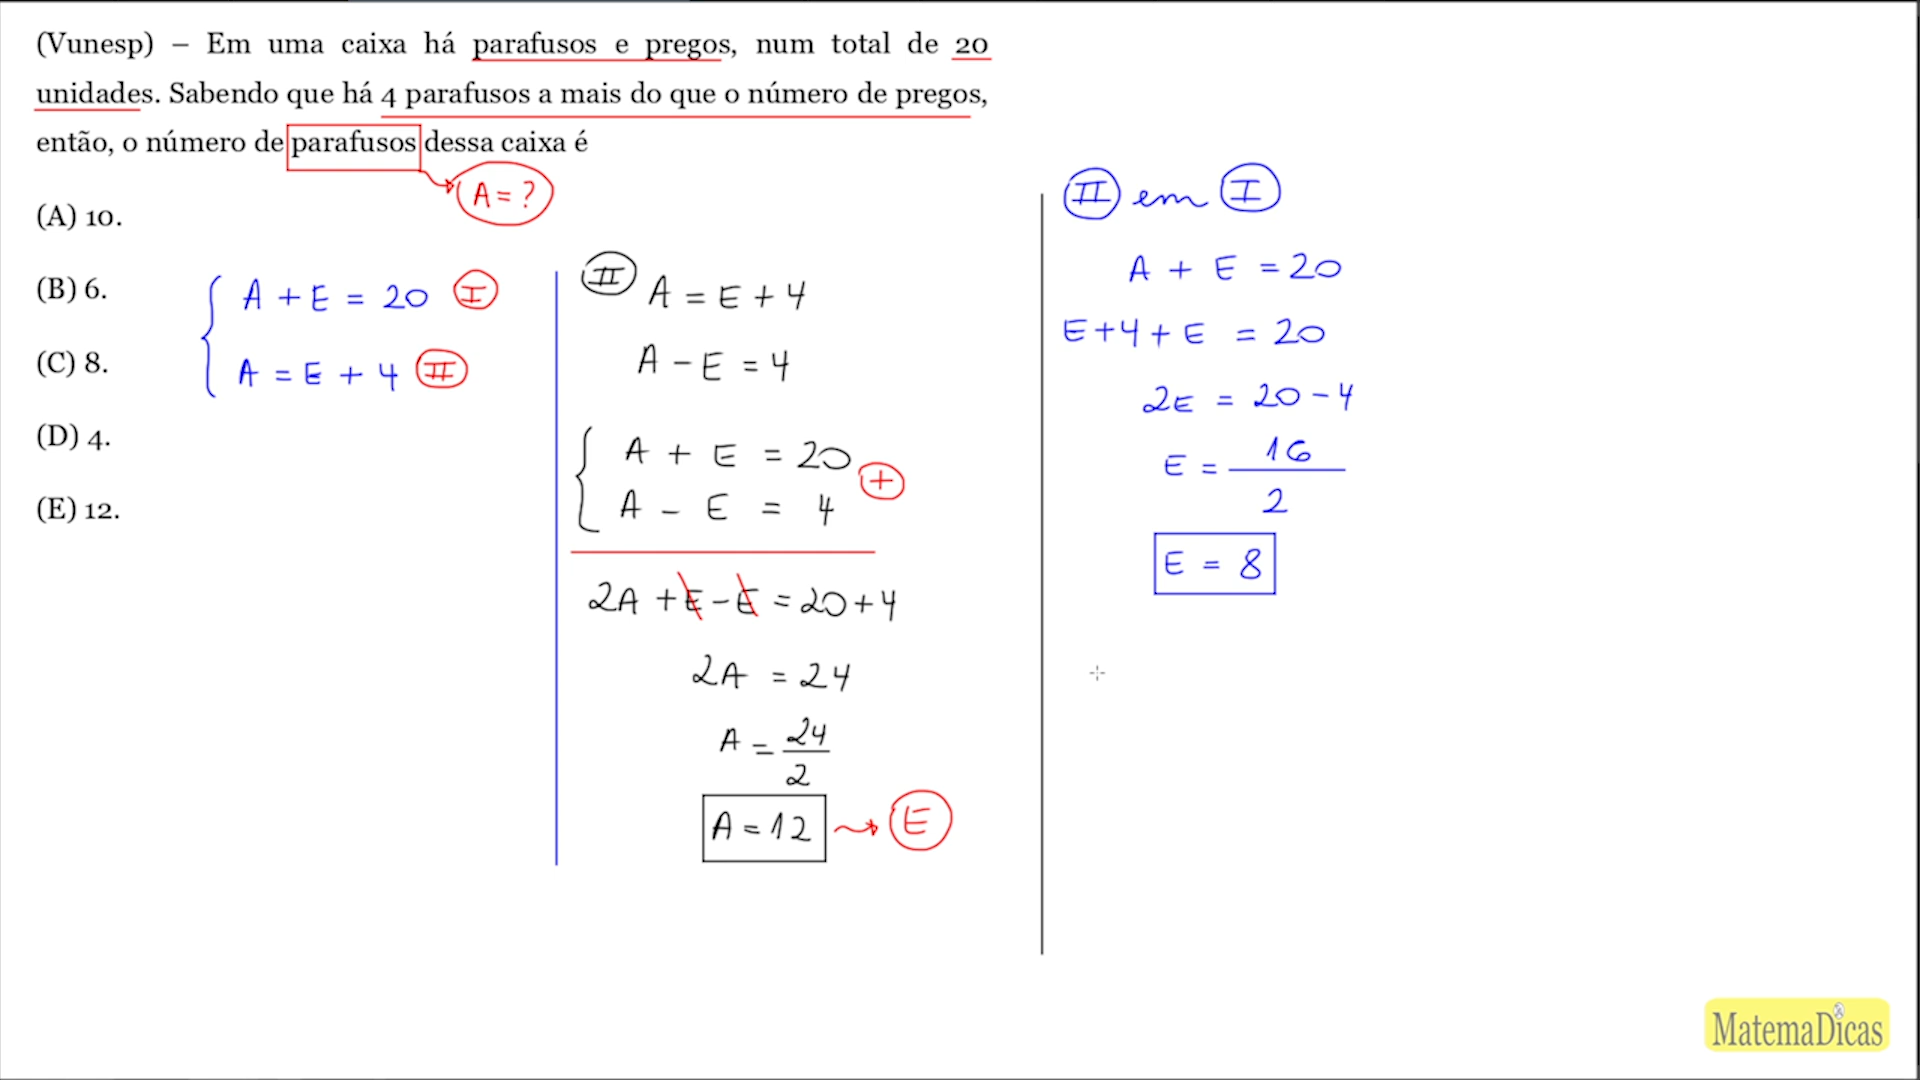 (Vunesp) – Em uma caixa há parafusos e pregos, num total de 20
unidades. Sabendo que há 4 parafusos a mais do que o número de pregos,
então, o número de parafusos dessa caixa é
A = ?
(A) 10.
(B) 6.
(C) 8.
(D) 4.
(E) 12.
A + E = 20 I
A = E + 4 II
II A = E + 4
A - E = 4
A + E = 20
A - E = 4
+
2A + E - E = 20 + 4
2A = 24
A = 24
2
A = 12 → E
II em I
A + E = 20
E + 4 + E = 20
2E = 20 - 4
E = 16
2
E = 8
MatemaDicas